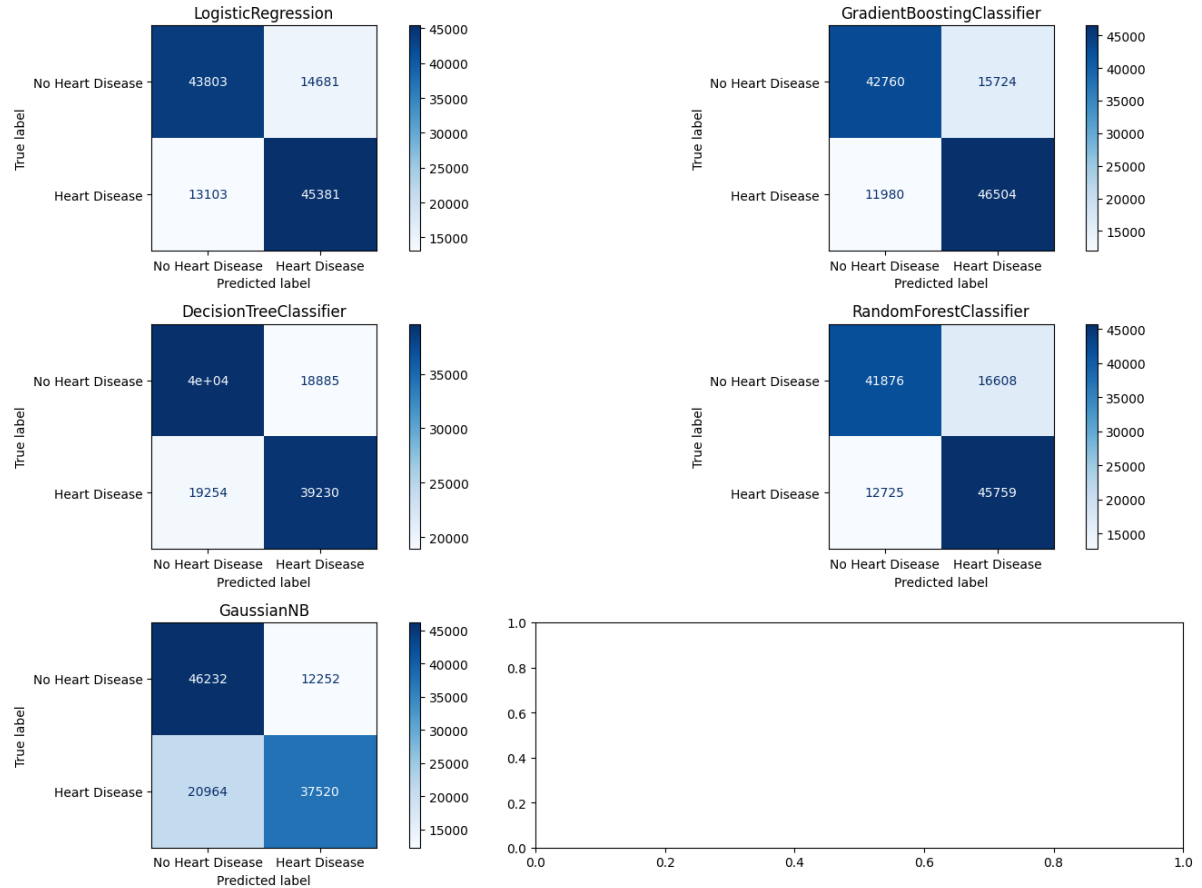 LogisticRegression
No Heart Disease
43803 14681
Heart Disease
13103 45381
True label
No Heart Disease Heart Disease
Predicted label
45000
40000
35000
30000
25000
20000
15000
GradientBoostingClassifier
No Heart Disease
42760 15724
Heart Disease
11980 46504
True label
No Heart Disease Heart Disease
Predicted label
45000
40000
35000
30000
25000
20000
15000
DecisionTreeClassifier
No Heart Disease
4e+04 18885
Heart Disease
19254 39230
True label
No Heart Disease Heart Disease
Predicted label
35000
30000
25000
20000
RandomForestClassifier
No Heart Disease
41876 16608
Heart Disease
12725 45759
True label
No Heart Disease Heart Disease
Predicted label
45000
40000
35000
30000
25000
20000
15000
GaussianNB
No Heart Disease
46232 12252
Heart Disease
20964 37520
True label
No Heart Disease Heart Disease
Predicted label
45000
40000
35000
30000
25000
20000
15000
1.0
0.8
0.6
0.4
0.2
0.0
0.0 0.2 0.4 0.6 0.8 1.0